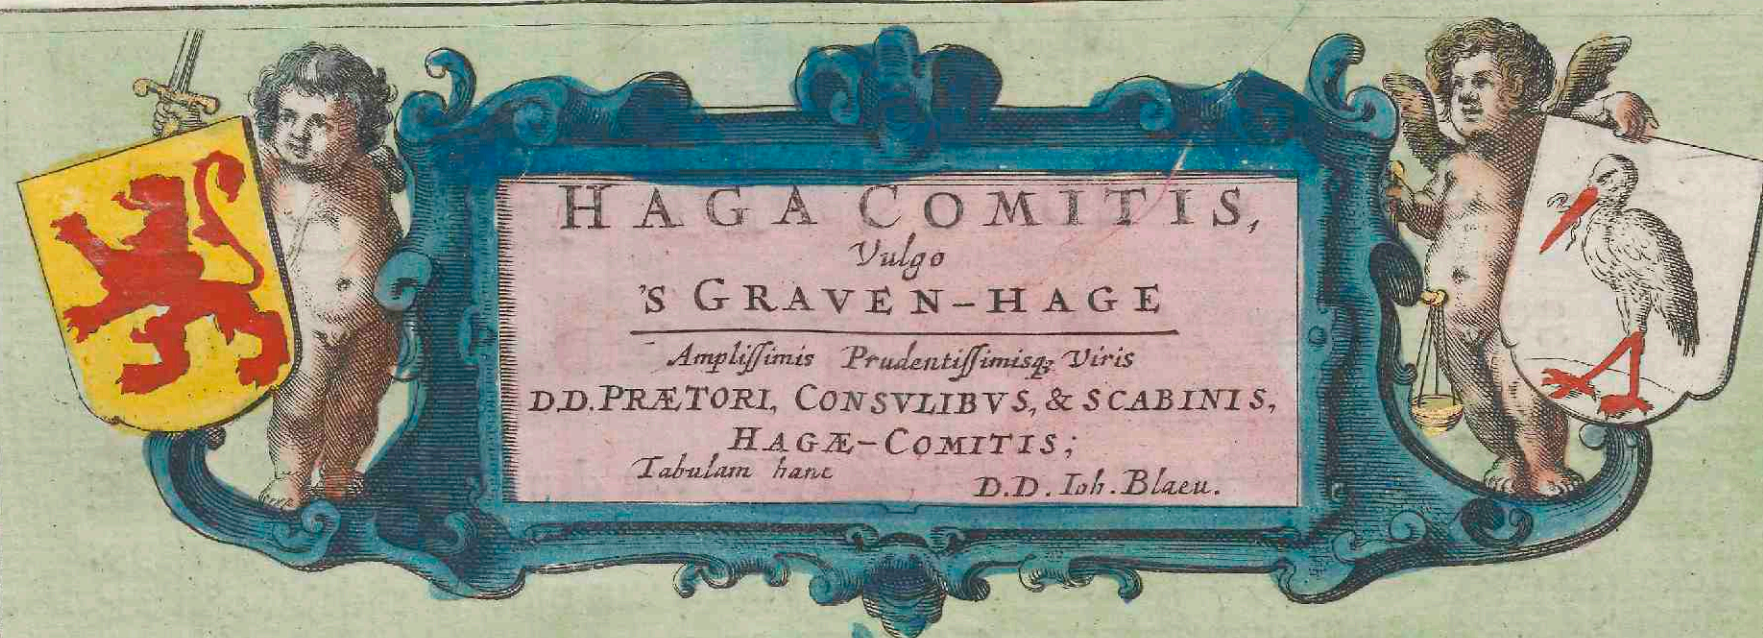 HAGA COMITIS,
Vulgo
'S GRAVEN-HAGE
Ampliſſimis Prudentiſſimisq; Viris
D.D. PRÆTORI, CONSVLIBVS, & SCABINIS,
HAGÆ-COMITIS;
Tabulam hanc
D.D. Ioh. Blaeu.